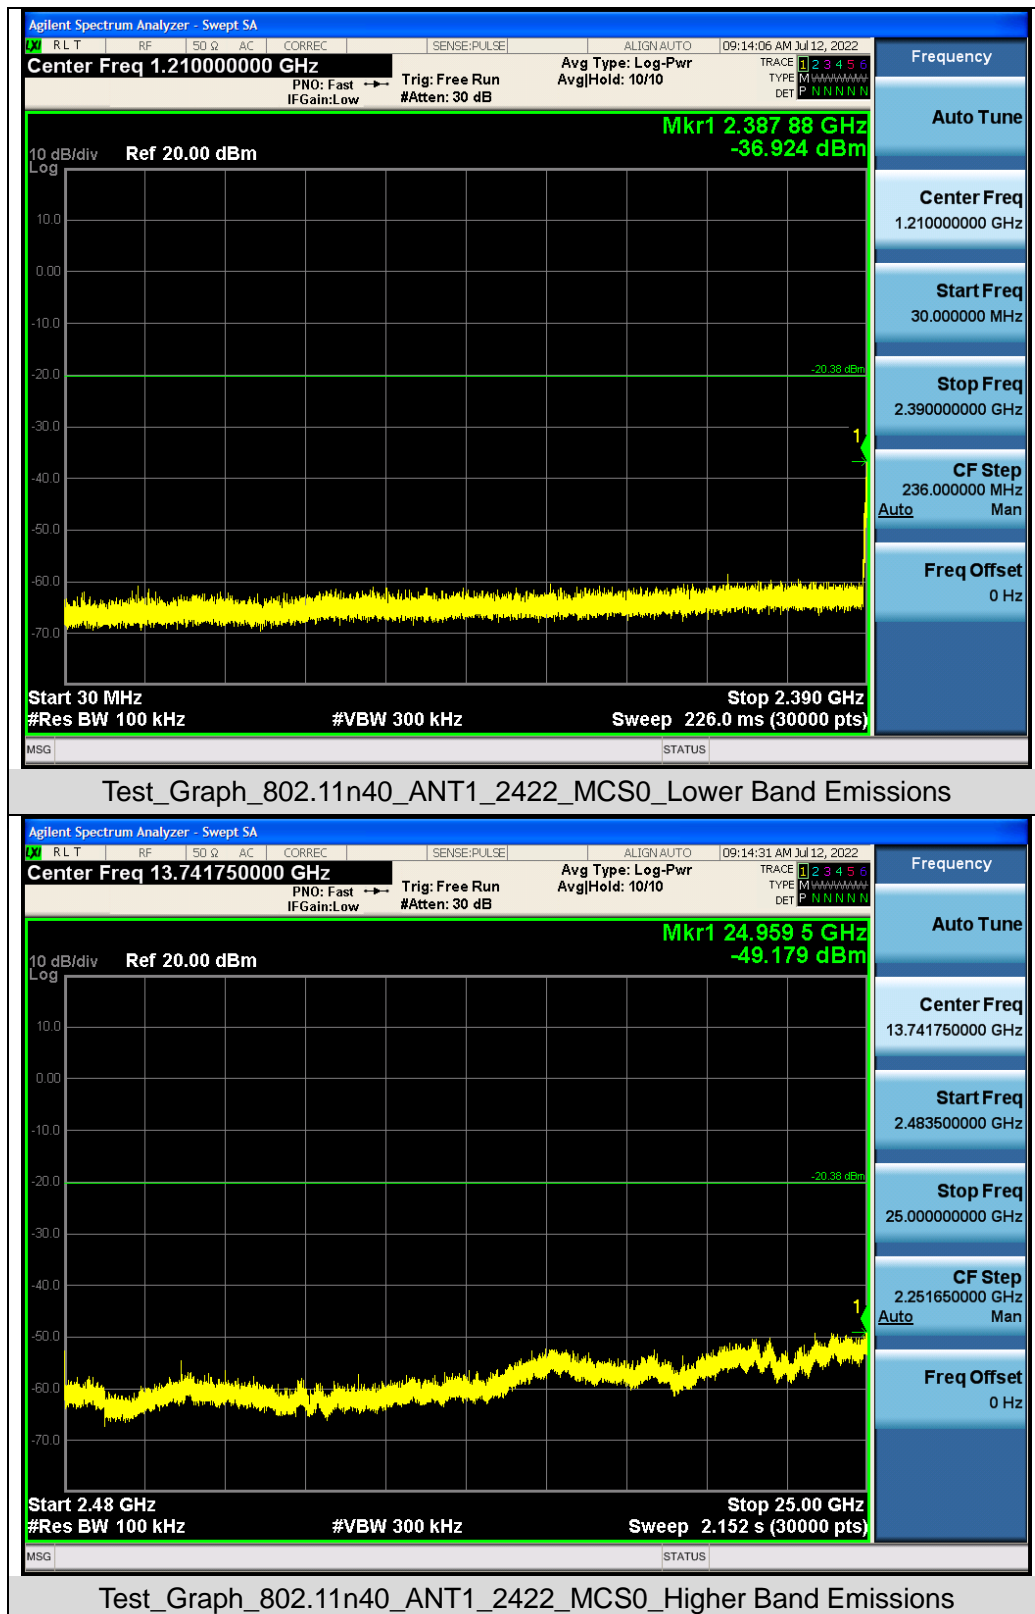 Agilent Spectrum Analyzer - Swept SA
LXI RLT RF 50 Ω AC CORREC SENSE:PULSE ALIGN AUTO 09:14:06 AM Jul 12, 2022
Center Freq 1.210000000 GHz
PNO: Fast
IFGain:Low
Trig: Free Run
#Atten: 30 dB
Avg Type: Log-Pwr
Avg|Hold: 10/10
TRACE 1 2 3 4 5 6
TYPE M WWWWW
DET P N N N N N
Mkr1 2.387 88 GHz
-36.924 dBm
10 dB/div Ref 20.00 dBm
Log
10.0
0.00
-10.0
-20.0
-20.38 dBm
-30.0
1
-40.0
-50.0
-60.0
-70.0
Start 30 MHz Stop 2.390 GHz
#Res BW 100 kHz #VBW 300 kHz Sweep 226.0 ms (30000 pts)
MSG STATUS
Frequency
Auto Tune
Center Freq
1.210000000 GHz
Start Freq
30.000000 MHz
Stop Freq
2.390000000 GHz
CF Step
236.000000 MHz
Auto Man
Freq Offset
0 Hz
Test_Graph_802.11n40_ANT1_2422_MCS0_Lower Band Emissions
Agilent Spectrum Analyzer - Swept SA
LXI RLT RF 50 Ω AC CORREC SENSE:PULSE ALIGN AUTO 09:14:31 AM Jul 12, 2022
Center Freq 13.741750000 GHz
PNO: Fast
IFGain:Low
Trig: Free Run
#Atten: 30 dB
Avg Type: Log-Pwr
Avg|Hold: 10/10
TRACE 1 2 3 4 5 6
TYPE M WWWWW
DET P N N N N N
Mkr1 24.959 5 GHz
-49.179 dBm
10 dB/div Ref 20.00 dBm
Log
10.0
0.00
-10.0
-20.0
-20.38 dBm
-30.0
-40.0
1
-50.0
-60.0
-70.0
Start 2.48 GHz Stop 25.00 GHz
#Res BW 100 kHz #VBW 300 kHz Sweep 2.152 s (30000 pts)
MSG STATUS
Frequency
Auto Tune
Center Freq
13.741750000 GHz
Start Freq
2.483500000 GHz
Stop Freq
25.000000000 GHz
CF Step
2.251650000 GHz
Auto Man
Freq Offset
0 Hz
Test_Graph_802.11n40_ANT1_2422_MCS0_Higher Band Emissions